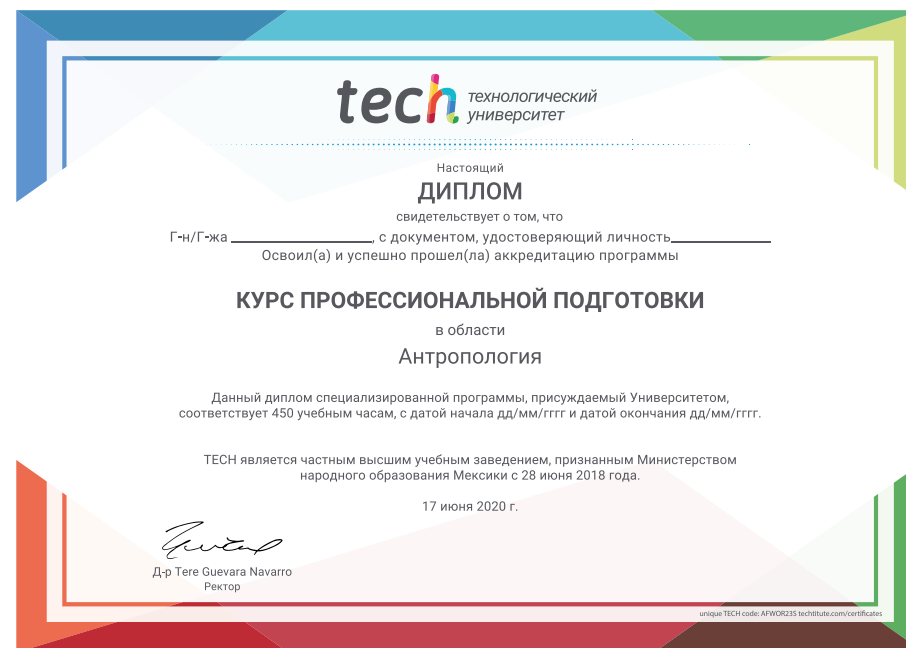 tech технологический
университет
Настоящий
ДИПЛОМ
свидетельствует о том, что
Г-н/Г-жа , с документом, удостоверяющий личность
Освоил(а) и успешно прошел(ла) аккредитацию программы
КУРС ПРОФЕССИОНАЛЬНОЙ ПОДГОТОВКИ
в области
Антропология
Данный диплом специализированной программы, присуждаемый Университетом,
соответствует 450 учебным часам, с датой начала дд/мм/гггг и датой окончания дд/мм/гггг.
TECH является частным высшим учебным заведением, признанным Министерством
народного образования Мексики с 28 июня 2018 года.
17 июня 2020 г.
Д-р Tere Guevara Navarro
Ректор
unique TECH code: AFWOR23S techtitute.com/certificates